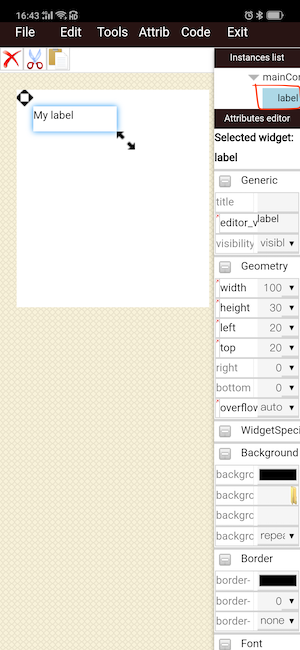 16:43
File Edit Tools Attrib Code Exit
Instances list
mainCor
label
Attributes editor
Selected widget:
label
Generic
title
editor_v label
visibility visibl
Geometry
width 100
height 30
left 20
top 20
right 0
bottom 0
overflow auto
WidgetSpeci
Background
backgrc
backgrc
backgrc
backgrc repea
Border
border-
border- 0
border- none
Font
My label